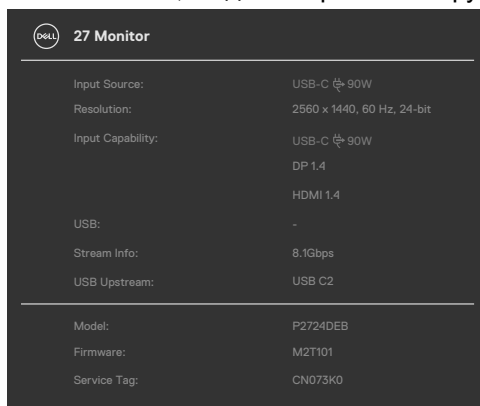 DELL 27 Monitor
Input Source: USB-C 90W
Resolution: 2560 x 1440, 60 Hz, 24-bit
Input Capability: USB-C 90W
DP 1.4
HDMI 1.4
USB: -
Stream Info: 8.1Gbps
USB Upstream: USB C2
Model: P2724DEB
Firmware: M2T101
Service Tag: CN073K0